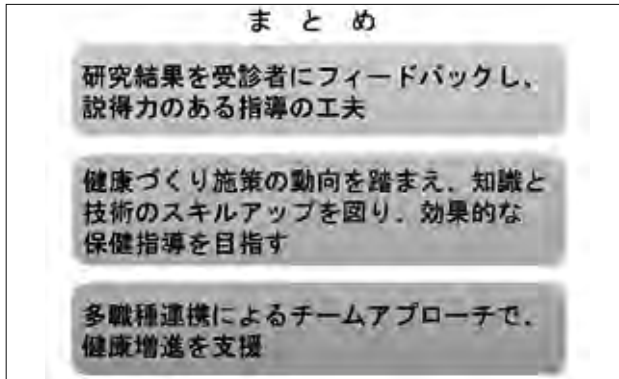 まとめ
研究結果を受診者にフィードバックし、
説得力のある指導の工夫
健康づくり施策の動向を踏まえ、知識と
技術のスキルアップを図り、効果的な
保健指導を目指す
多職種連携によるチームアプローチで、
健康増進を支援